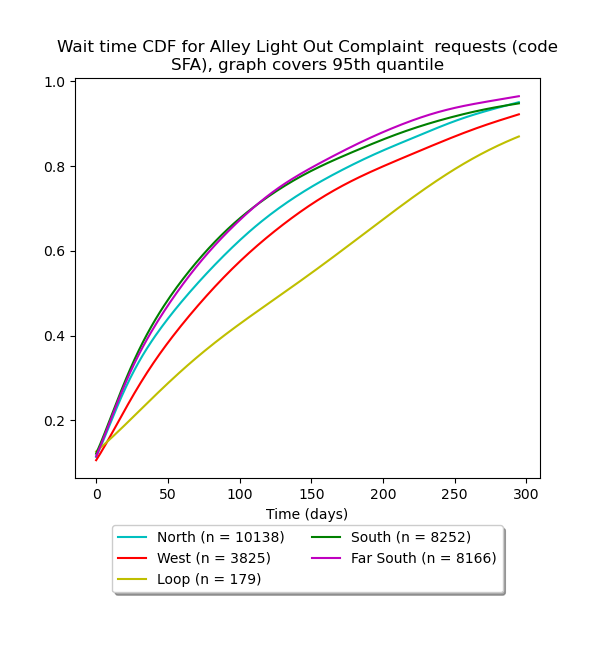 Wait time CDF for Alley Light Out Complaint  requests (code
SFA), graph covers 95th quantile
1.0
0.8
0.6
0.4
0.2
0 50 100 150 200 250 300
Time (days)
North (n = 10138) South (n = 8252)
West (n = 3825) Far South (n = 8166)
Loop (n = 179)